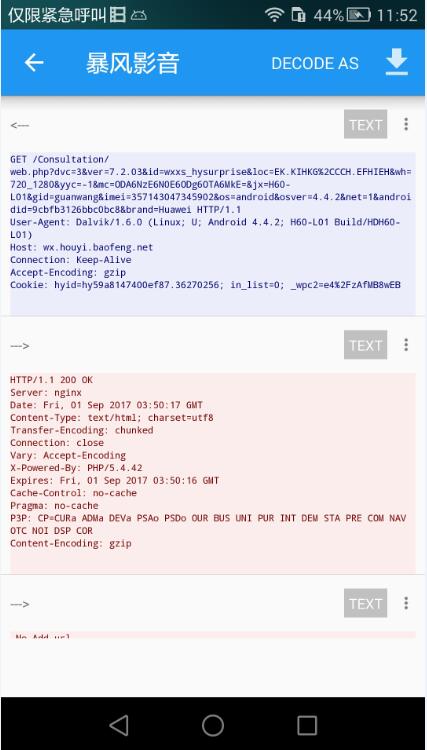 仅限紧急呼叫 44% 11:52
暴风影音 DECODE AS
<--- TEXT
GET /Consultation/
web.php?dvc=3&ver=7.2.03&id=wxxs_hysurprise&loc=EK.KIHKG%2CCCH.EFHIEH&wh=
720_1280&yyc=-1&mc=ODA6NzE6N0E6ODg6OTA6MkE=&jx=H60-
L01&gid=guanwang&imei=357143047345902&os=android&osver=4.4.2&net=1&androi
did=9cbfb3126bbc0bc8&brand=Huawei HTTP/1.1
User-Agent: Dalvik/1.6.0 (Linux; U; Android 4.4.2; H60-L01 Build/HDH60-
L01)
Host: wx.houyi.baofeng.net
Connection: Keep-Alive
Accept-Encoding: gzip
Cookie: hyid=hy59a8147400ef87.36270256; in_list=0; _wpc2=e4%2FzAfMB8wEB
---> TEXT
HTTP/1.1 200 OK
Server: nginx
Date: Fri, 01 Sep 2017 03:50:17 GMT
Content-Type: text/html; charset=utf8
Transfer-Encoding: chunked
Connection: close
Vary: Accept-Encoding
X-Powered-By: PHP/5.4.42
Expires: Fri, 01 Sep 2017 03:50:16 GMT
Cache-Control: no-cache
Pragma: no-cache
P3P: CP=CURa ADMa DEVa PSAo PSDo OUR BUS UNI PUR INT DEM STA PRE COM NAV
OTC NOI DSP COR
Content-Encoding: gzip
---> TEXT
No Add url